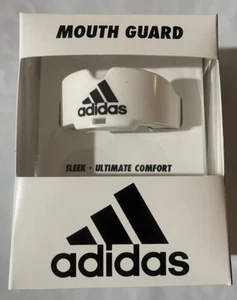 MOUTH GUARD
adidas
SLEEK • ULTIMATE COMFORT
adidas